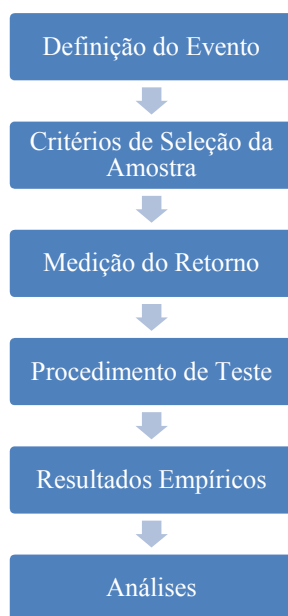 Definição do Evento
Critérios de Seleção da
Amostra
Medição do Retorno
Procedimento de Teste
Resultados Empíricos
Análises